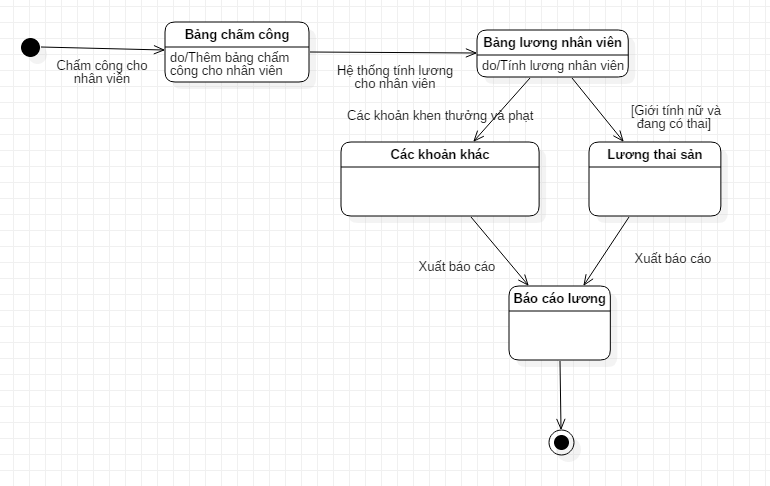 Bảng chấm công
do/Thêm bảng chấm
công cho nhân viên
Chấm công cho
nhân viên
Bảng lương nhân viên
do/Tính lương nhân viên
Hệ thống tính lương
cho nhân viên
Các khoản khen thưởng và phạt
[Giới tính nữ và
đang có thai]
Các khoản khác
Lương thai sản
Xuất báo cáo
Xuất báo cáo
Báo cáo lương